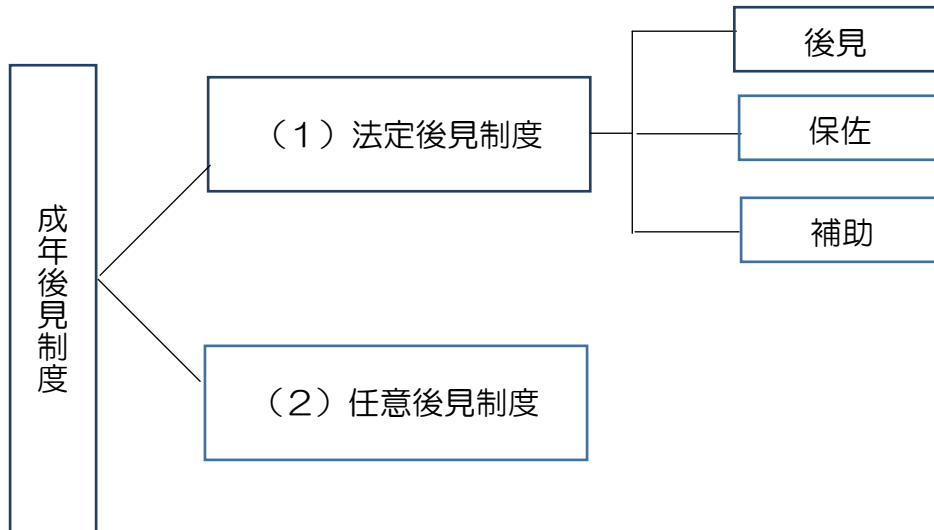 成年後見制度
（１）法定後見制度
後見
保佐
補助
（２）任意後見制度